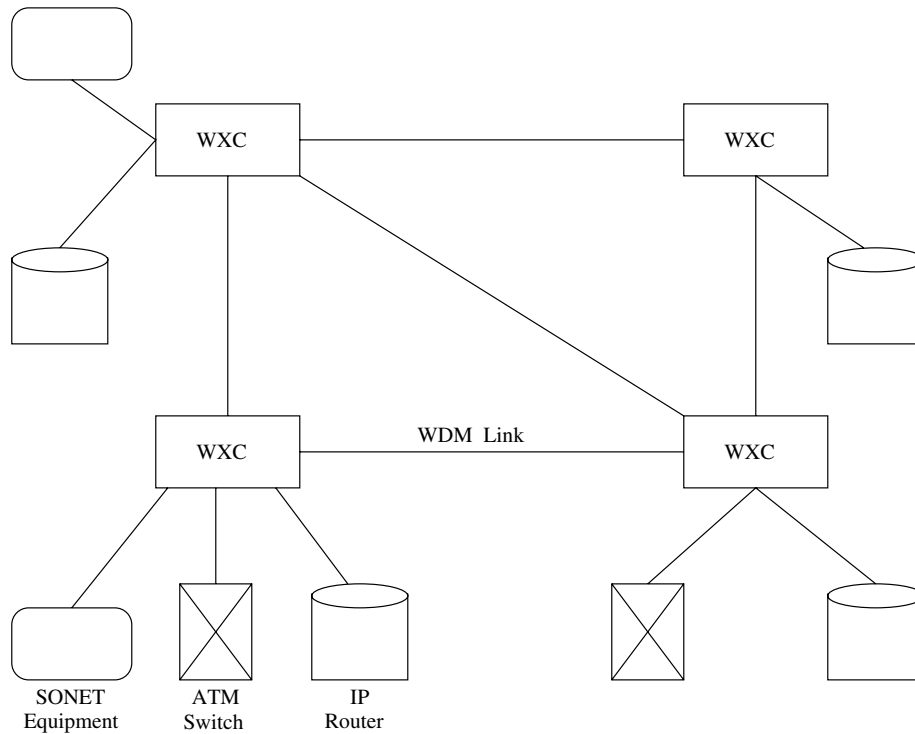 WXC
WXC
WDM Link
WXC
WXC
SONET
Equipment
ATM
Switch
IP
Router